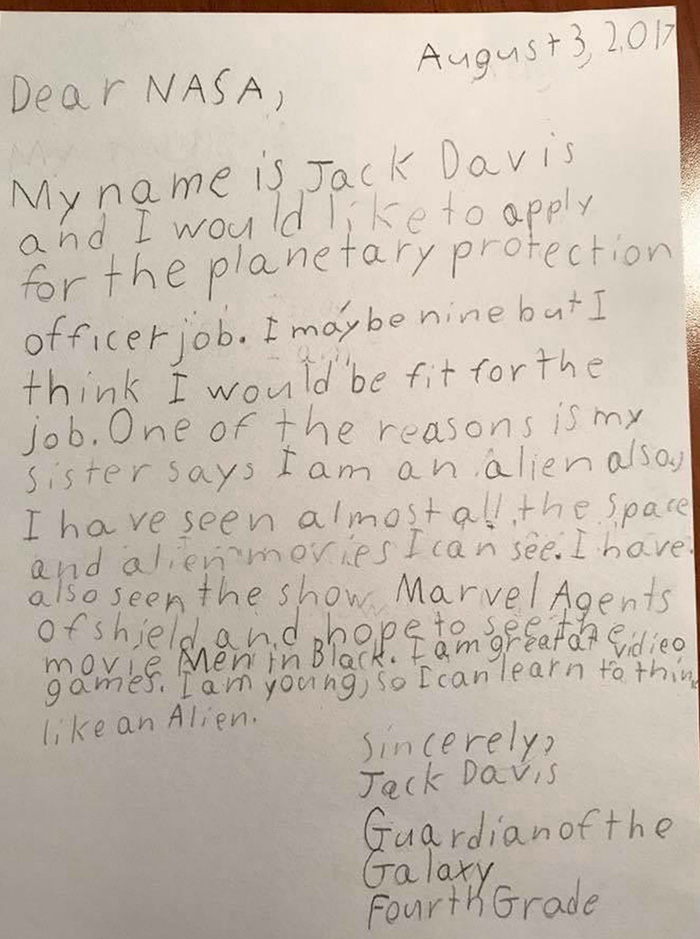 August 3, 2017
Dear NASA,
My name is Jack Davis
and I would like to apply
for the planetary protection
officer job. I may be nine but I
think I would be fit for the
job. One of the reasons is my
sister says I am an alien also,
I have seen almost all the space
and alien movies I can see. I have
also seen the show Marvel Agents
of shield and hope to see the
movie Men in Black. I am great at vidieo
games. I am young, so I can learn to think
like an Alien.
Sincerely,
Jack Davis
Guardian of the
Galaxy
Fourth Grade